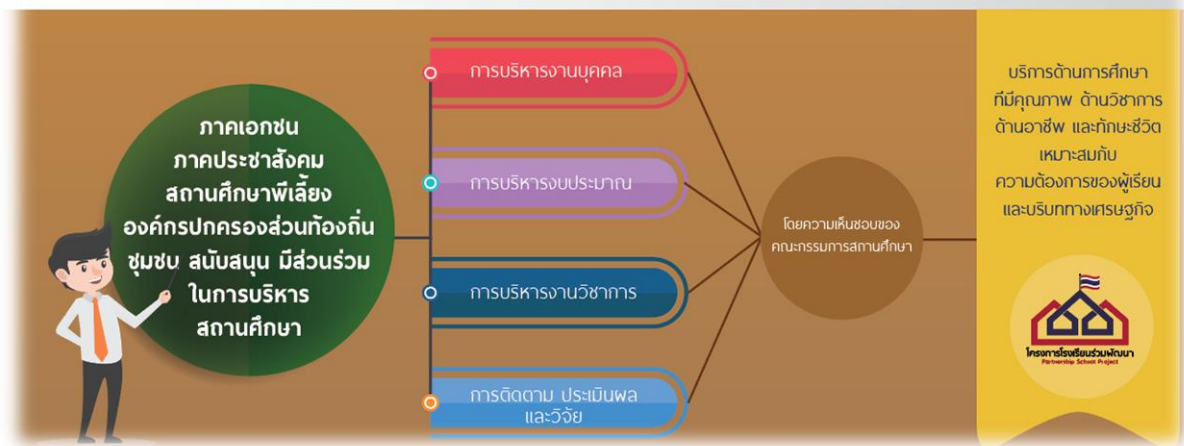 ภาคเอกชน
ภาคประชาสังคม
สถานศึกษาพี่เลี้ยง
องค์กรปกครองส่วนท้องถิ่น
ชุมชน สนับสนุน มีส่วนร่วม
ในการบริหาร
สถานศึกษา
การบริหารงานบุคคล
การบริหารงบประมาณ
การบริหารงานวิชาการ
การติดตาม ประเมินผล
และวิจัย
โดยความเห็นชอบของ
คณะกรรมการสถานศึกษา
บริการด้านการศึกษา
ที่มีคุณภาพ ด้านวิชาการ
ด้านอาชีพ และทักษะชีวิต
เหมาะสมกับ
ความต้องการของผู้เรียน
และบริบททางเศรษฐกิจ
โครงการโรงเรียนร่วมพัฒนา
Partnership School Project